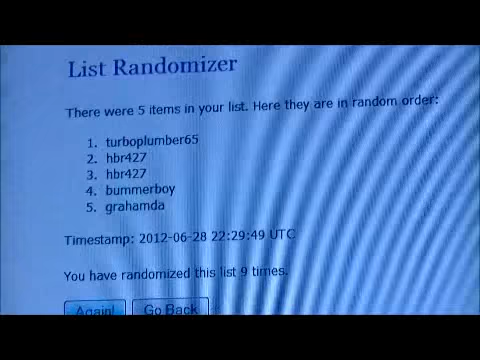 List Randomizer
There were 5 items in your list. Here they are in random order:
1. turboplumber65
2. hbr427
3. hbr427
4. bummerboy
5. grahamda
Timestamp: 2012-06-28 22:29:49 UTC
You have randomized this list 9 times.
Again! Go Back